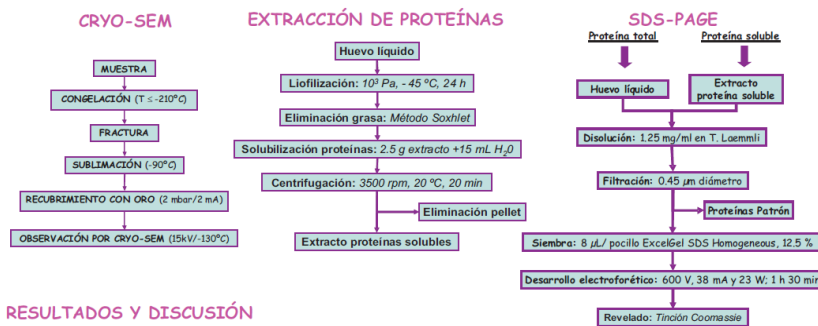 CRYO-SEM
MUESTRA
CONGELACIÓN (T ≤ -210ºC)
FRACTURA
SUBLIMACIÓN (-90ºC)
RECUBRIMIENTO CON ORO (2 mbar/2 mA)
OBSERVACIÓN POR CRYO-SEM (15kV/-130ºC)
EXTRACCIÓN DE PROTEÍNAS
Huevo líquido
Liofilización: 10³ Pa, - 45 ºC, 24 h
Eliminación grasa: Método Soxhlet
Solubilización proteínas: 2.5 g extracto +15 mL H₂0
Centrifugación: 3500 rpm, 20 ºC, 20 min
Eliminación pellet
Extracto proteinas solubles
SDS-PAGE
Proteína total
Proteína soluble
Huevo líquido
Extracto
proteína soluble
Disolución: 1.25 mg/ml en T. Laemmli
Filtración: 0.45 µm diámetro
Proteínas Patrón
Siembra: 8 µL/ pocillo ExcelGel SDS Homogeneous, 12.5 %
Desarrollo electroforético: 600 V, 38 mA y 23 W; 1 h 30 min
Revelado: Tinción Coomassie
RESULTADOS Y DISCUSIÓN